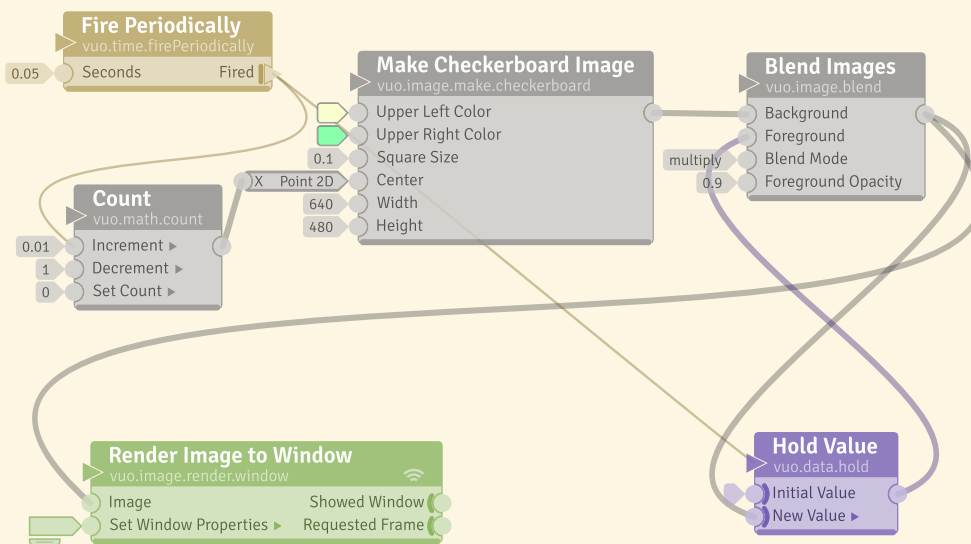 Fire Periodically
vuo.time.firePeriodically
0.05 Seconds Fired
Make Checkerboard Image
vuo.image.make.checkerboard
Upper Left Color
Upper Right Color
0.1 Square Size
X Point 2D Center
640 Width
480 Height
Blend Images
vuo.image.blend
Background
Foreground
multiply Blend Mode
0.9 Foreground Opacity
Count
vuo.math.count
0.01 Increment
1 Decrement
0 Set Count
Render Image to Window
vuo.image.render.window
Image Showed Window
Set Window Properties Requested Frame
Hold Value
vuo.data.hold
Initial Value
New Value